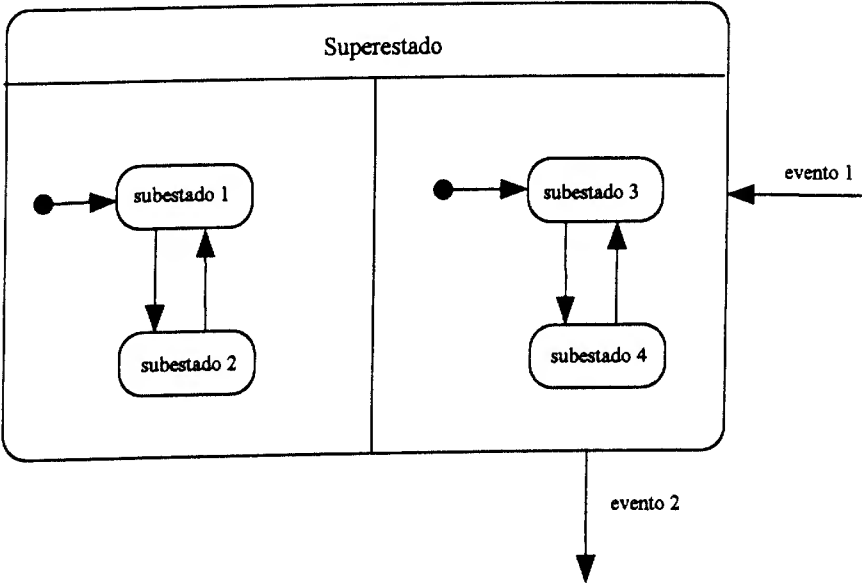 Superestado
evento 1
subestado 1
subestado 3
subestado 2
subestado 4
evento 2